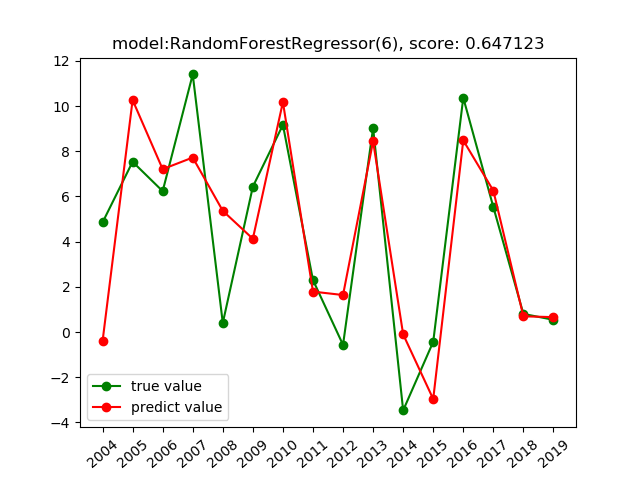 model:RandomForestRegressor(6), score: 0.647123
12
10
8
6
4
2
0
−2
−4
true value
predict value
2004 2005 2006 2007 2008 2009 2010 2011 2012 2013 2014 2015 2016 2017 2018 2019